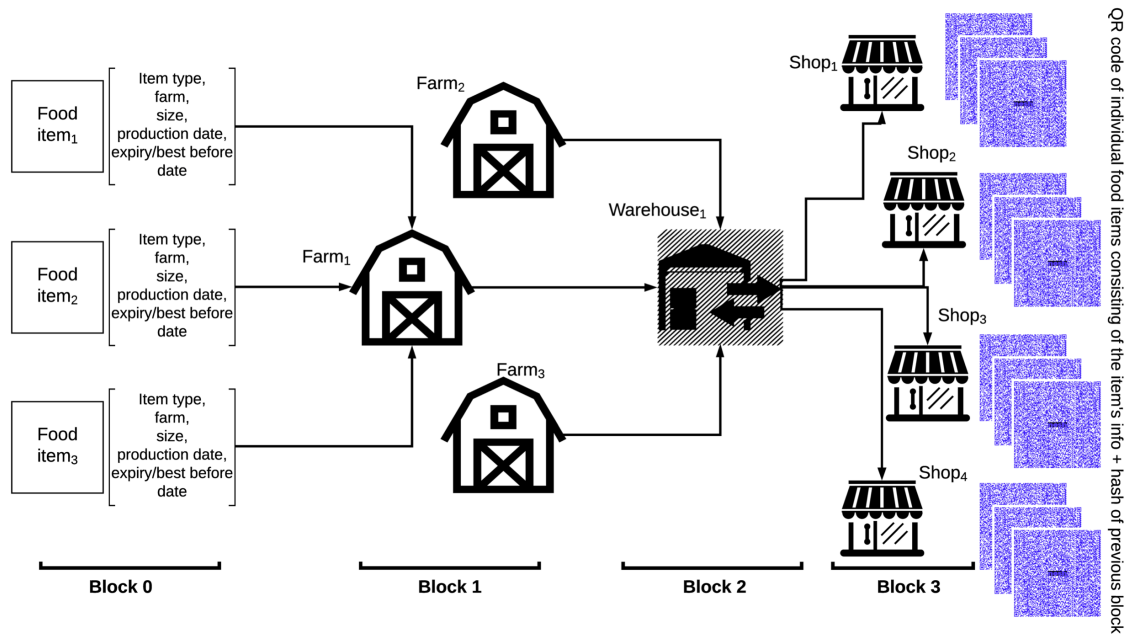 Food
item₁
Item type,
farm,
size,
production date,
expiry/best before
date
Food
item₂
Item type,
farm,
size,
production date,
expiry/best before
date
Food
item₃
Item type,
farm,
size,
production date,
expiry/best before
date
Farm₂
Farm₁
Farm₃
Warehouse₁
Shop₁
Shop₂
Shop₃
Shop₄
Block 0
Block 1
Block 2
Block 3
QR code of individual food items consisting of the item's info + hash of previous block